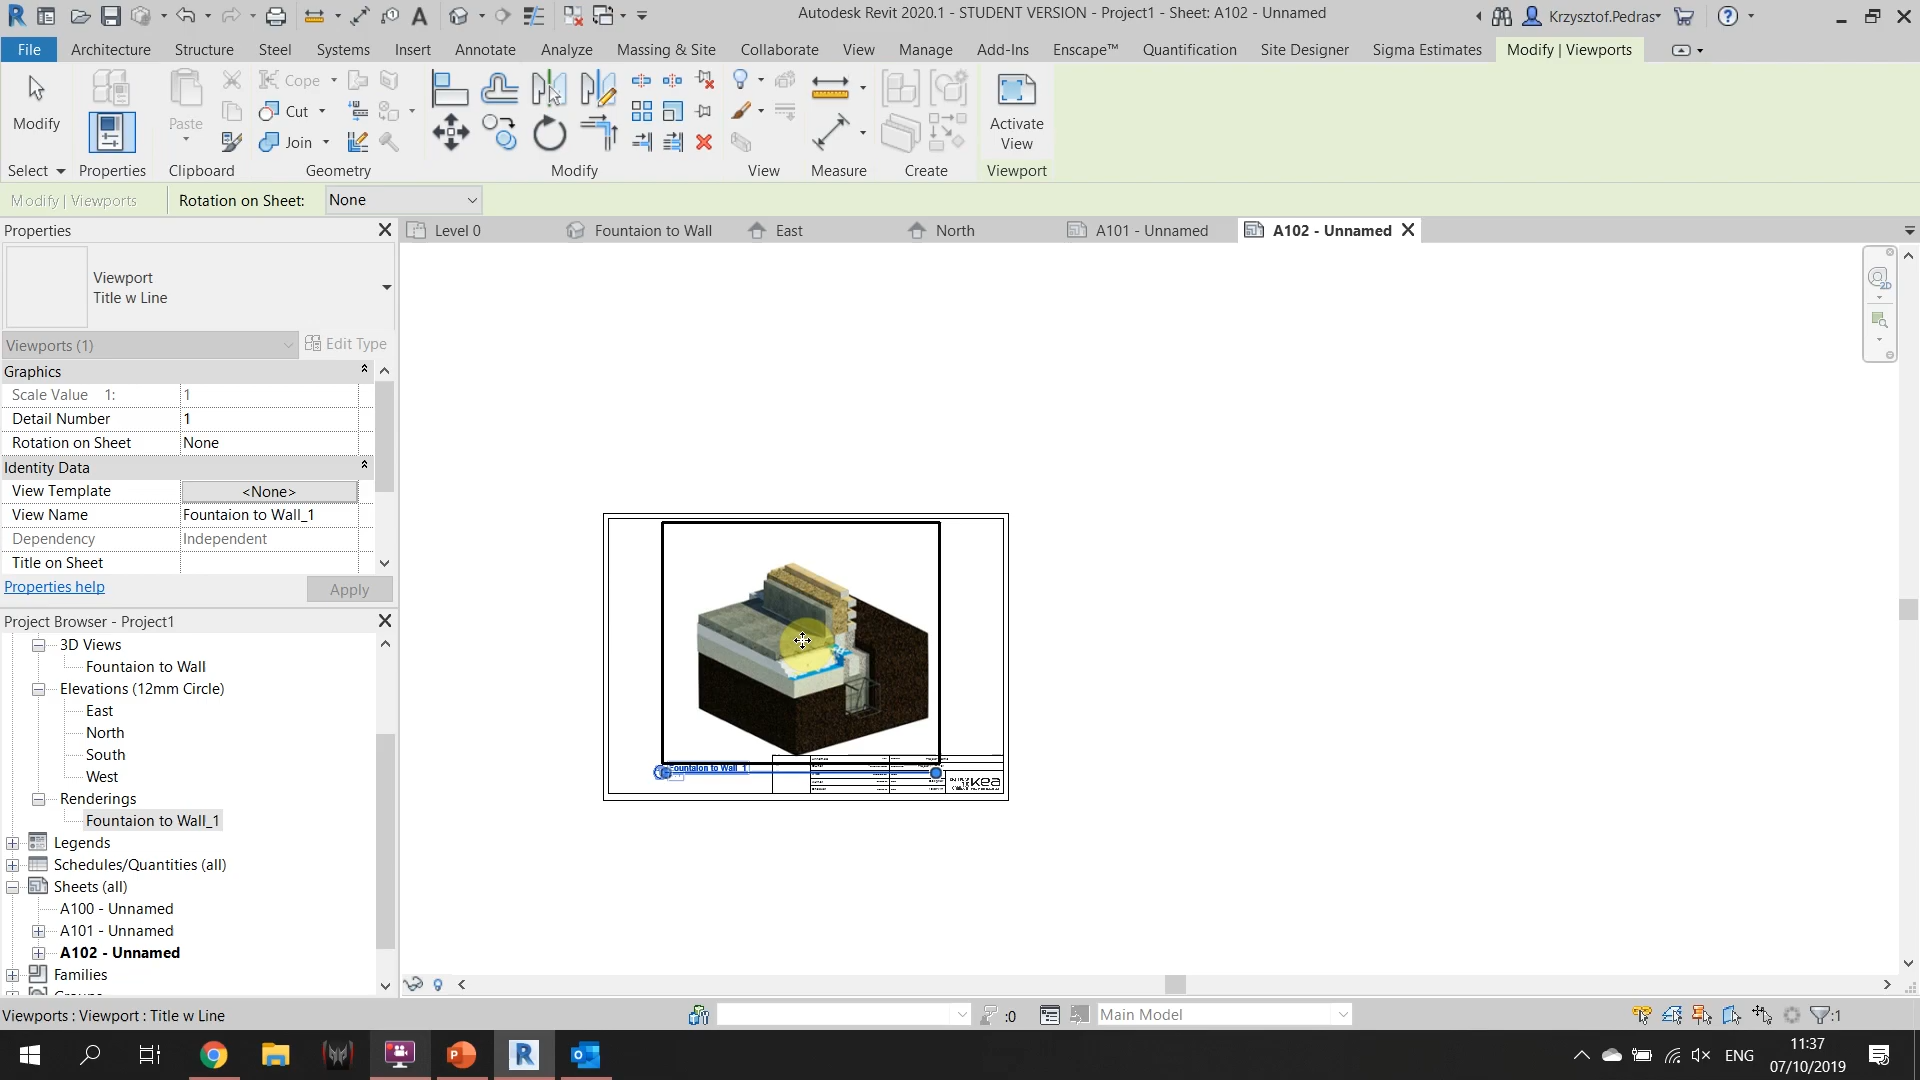 Autodesk Revit 2020.1 - STUDENT VERSION - Project1 - Sheet: A102 - Unnamed
Krzysztof.Pedras
File Architecture Structure Steel Systems Insert Annotate Analyze Massing & Site Collaborate View Manage Add-Ins Enscape™ Quantification Site Designer Sigma Estimates Modify | Viewports
Modify Paste Cope Cut Join Activate View
Select Properties Clipboard Geometry Modify View Measure Create Viewport
Modify | Viewports Rotation on Sheet: None
Properties
Level 0 Fountaion to Wall East North A101 - Unnamed A102 - Unnamed
2D
Viewport
Title w Line
Viewports (1) Edit Type
Graphics
Scale Value 1: 1
Detail Number 1
Rotation on Sheet None
Identity Data
View Template <None>
View Name Fountaion to Wall_1
Dependency Independent
Title on Sheet
Properties help Apply
Project Browser - Project1
3D Views
Fountaion to Wall
Elevations (12mm Circle)
East
North
South
West
Renderings
Fountaion to Wall_1
Legends
Schedules/Quantities (all)
Sheets (all)
A100 - Unnamed
A101 - Unnamed
A102 - Unnamed
Families
Fountaion to Wall_1
kea
Viewports : Viewport : Title w Line
:0 Main Model :1
ENG
11:37
07/10/2019